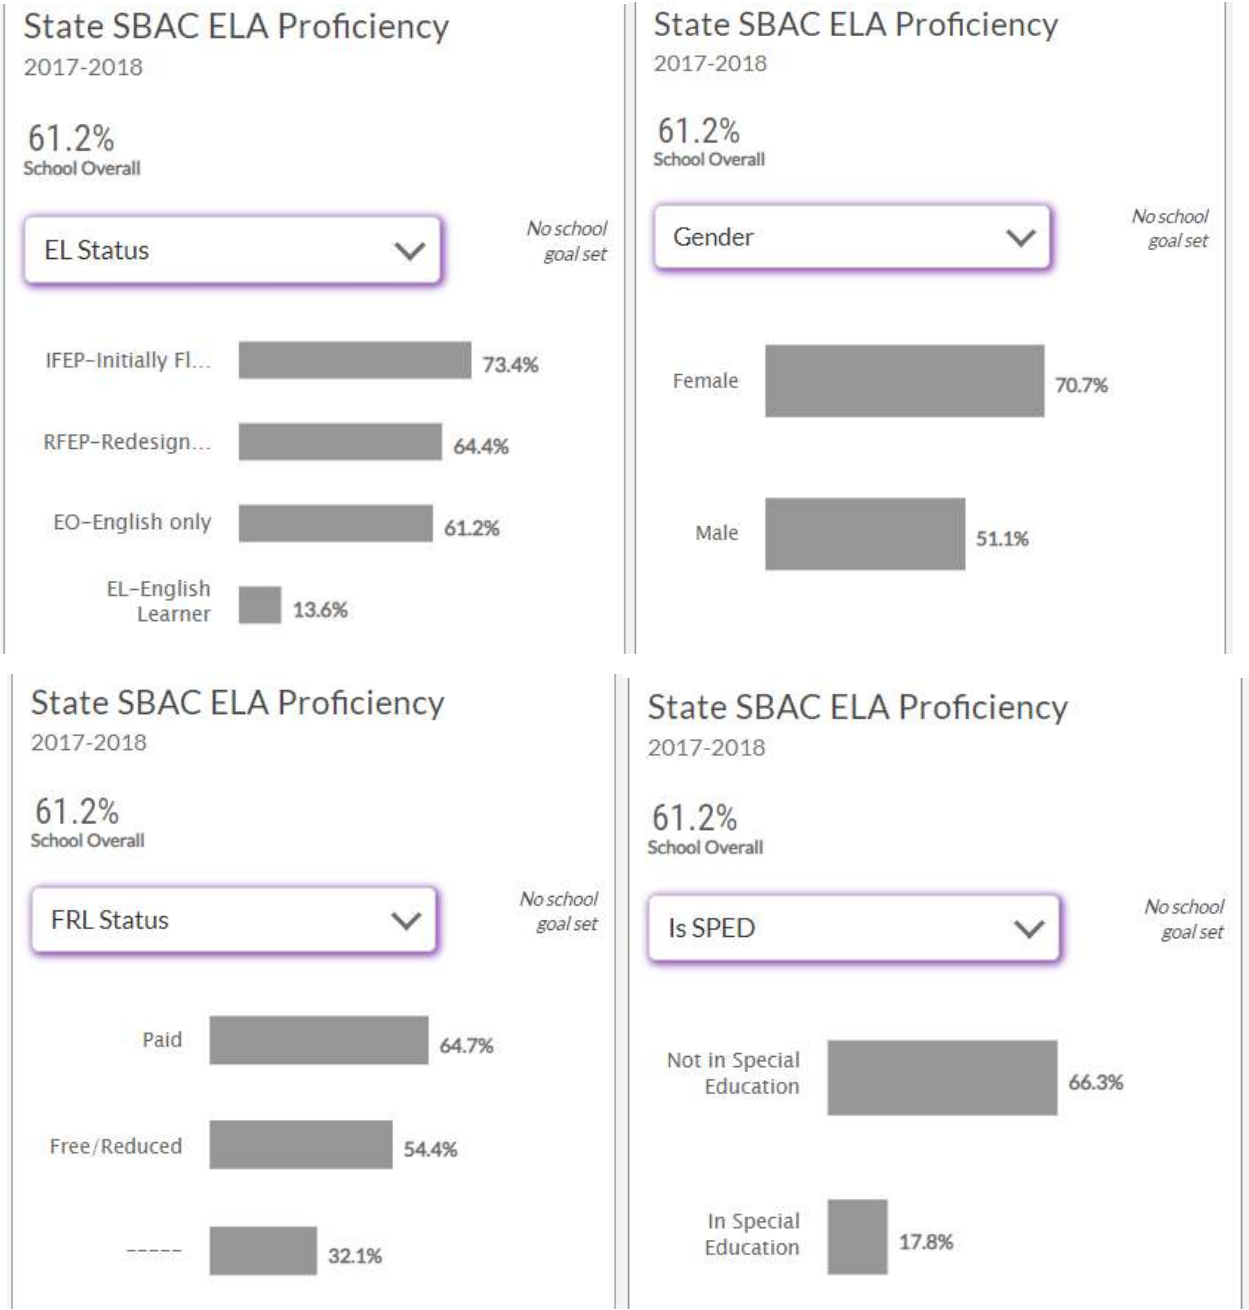 State SBAC ELA Proficiency
2017-2018
61.2%
School Overall
EL Status
No school
goal set
IFEP-Initially Fl...
73.4%
RFEP-Redesign...
64.4%
EO-English only
61.2%
EL-English
Learner
13.6%
State SBAC ELA Proficiency
2017-2018
61.2%
School Overall
Gender
No school
goal set
Female
70.7%
Male
51.1%
State SBAC ELA Proficiency
2017-2018
61.2%
School Overall
FRL Status
No school
goal set
Paid
64.7%
Free/Reduced
54.4%
-----
32.1%
State SBAC ELA Proficiency
2017-2018
61.2%
School Overall
Is SPED
No school
goal set
Not in Special
Education
66.3%
In Special
Education
17.8%